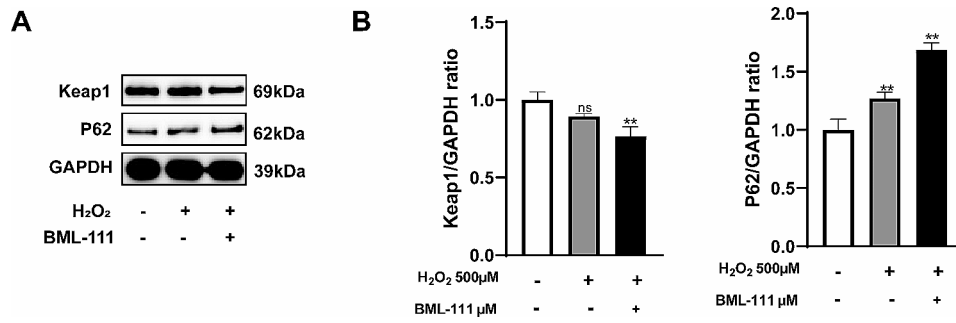 A
Keap1 69kDa
P62 62kDa
GAPDH 39kDa
H₂O₂ - + +
BML-111 - - +
B
Keap1/GAPDH ratio
1.5
1.0
0.5
0.0
ns
**
H₂O₂ 500μM - + +
BML-111 μM - - +
P62/GAPDH ratio
2.0
1.5
1.0
0.5
0.0
**
**
H₂O₂ 500μM - + +
BML-111 μM - - +